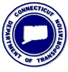 CONNECTICUT
DEPARTMENT OF TRANSPORTATION